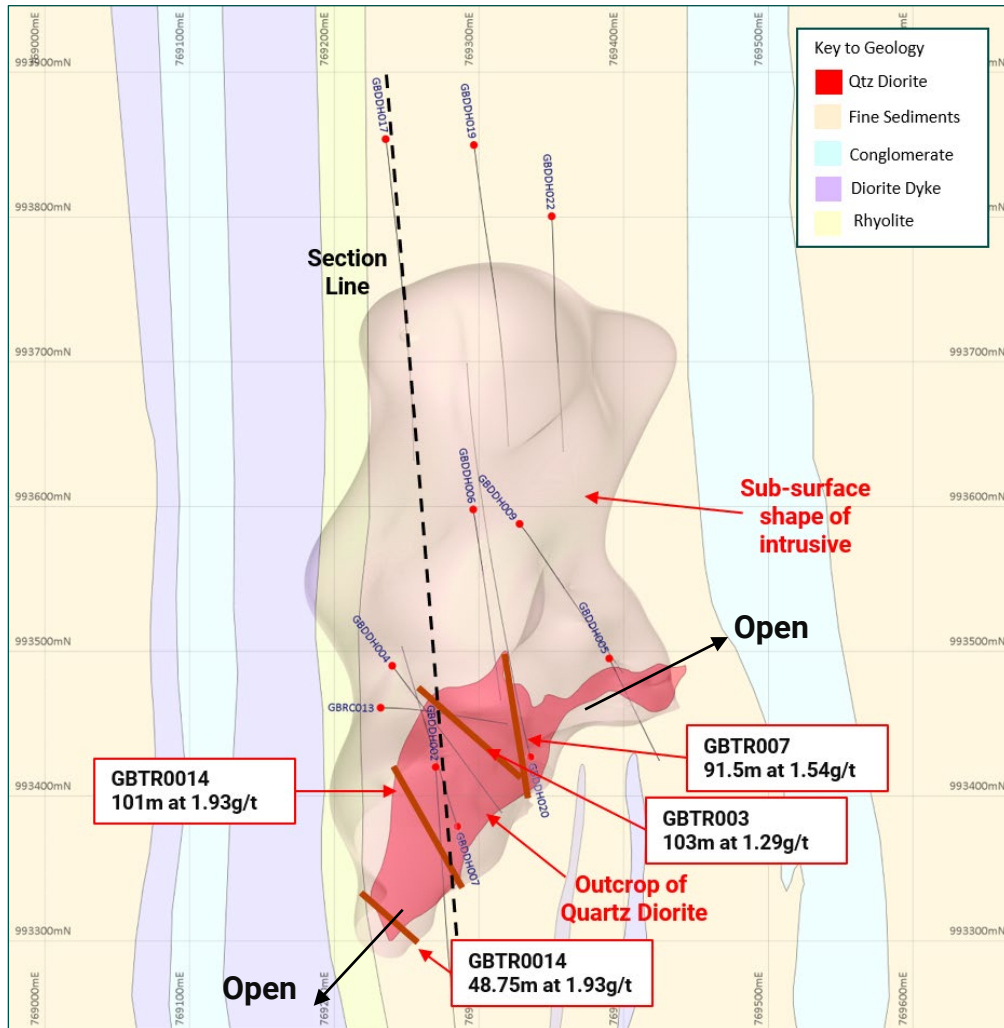 769000mE
769100mE
769200mE
769300mE
769400mE
769500mE
Key to Geology
Qtz Diorite
Fine Sediments
Conglomerate
Diorite Dyke
Rhyolite
993900mN
GBDDH017
GBDDH019
GBDDH022
993800mN
Section
Line
993700mN
993700mN
GBDDH006
GBDDH009
993600mN
993600mN
Sub-surface
shape of
intrusive
993500mN
993500mN
GBDDH004
GBDDH005
Open
GBRC013
GBDDH002
GBTR007
91.5m at 1.54g/t
GBTR0014
101m at 1.93g/t
993400mN
993400mN
GBDDH020
GBTR003
103m at 1.29g/t
GBDDH007
Outcrop of
Quartz Diorite
993300mN
993300mN
GBTR0014
48.75m at 1.93g/t
Open
769000mE
769100mE
769200mE
769300mE
769400mE
769500mE
769600mE